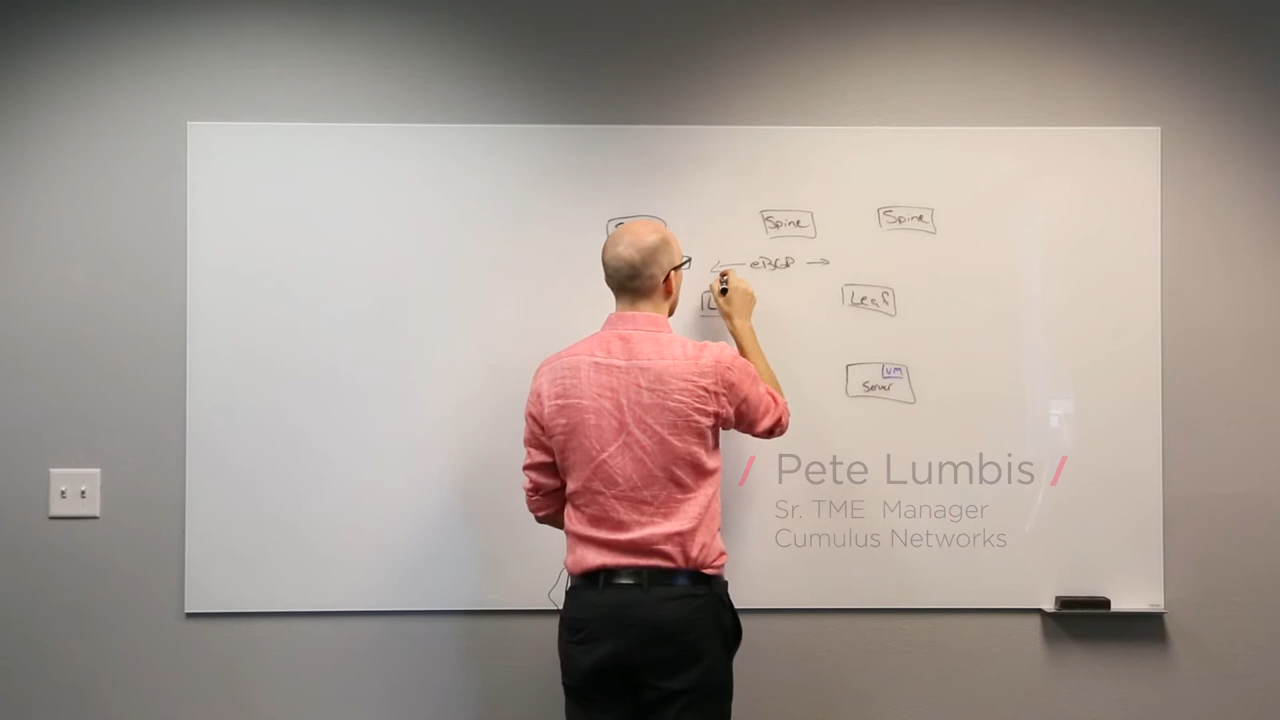 Spine
Spine
eBGP
Leaf
VM
Server
/ Pete Lumbis /
Sr. TME Manager
Cumulus Networks